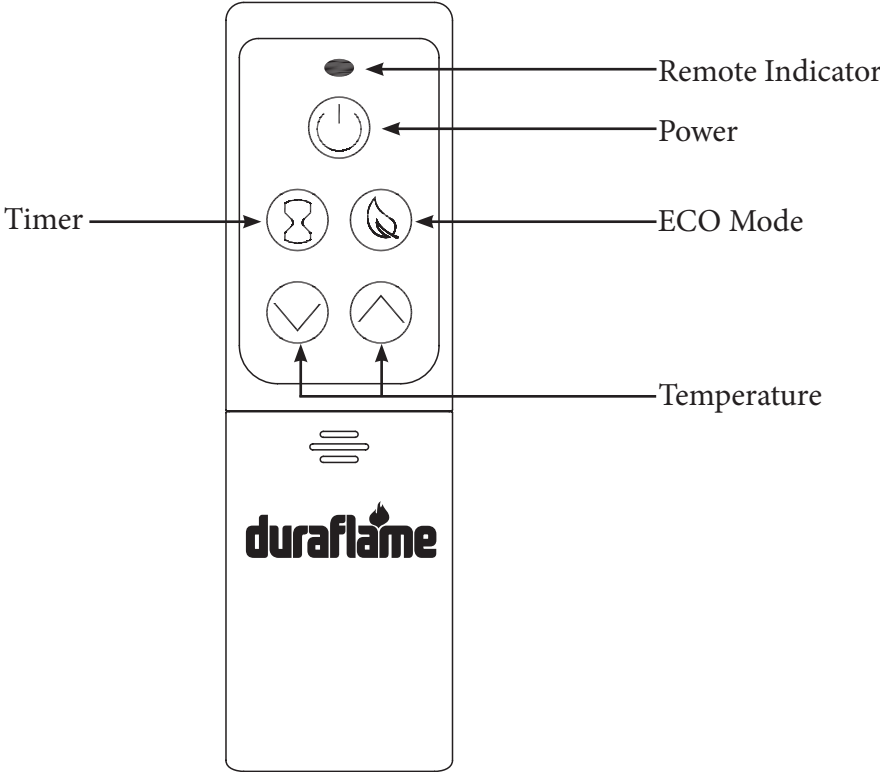 Remote Indicator
Power
Timer
ECO Mode
Temperature
duraflame